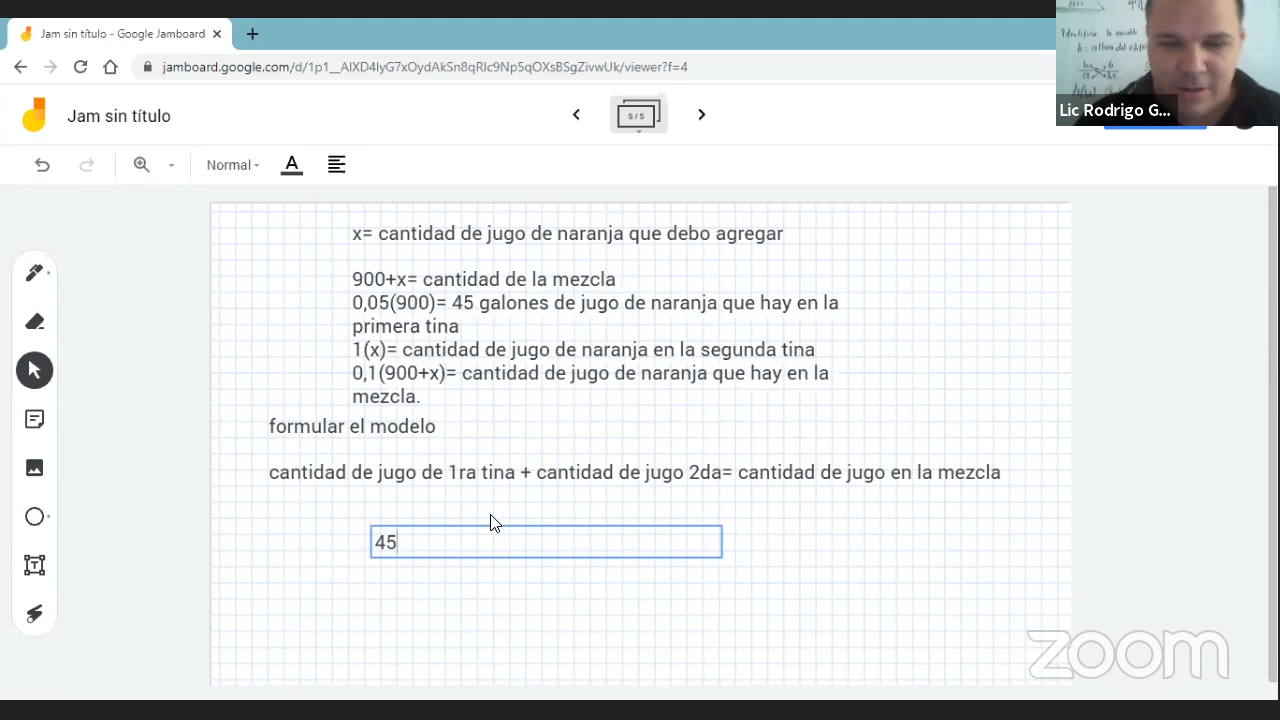 Jam sin título - Google Jamboard
jamboard.google.com/d/1p1__AIXD4IyG7xOydAkSn8qRlc9Np5qOXsBSgZivwUk/viewer?f=4
Jam sin título
5 / 5
Lic Rodrigo G...
Normal
x= cantidad de jugo de naranja que debo agregar
900+x= cantidad de la mezcla
0,05(900)= 45 galones de jugo de naranja que hay en la
primera tina
1(x)= cantidad de jugo de naranja en la segunda tina
0,1(900+x)= cantidad de jugo de naranja que hay en la
mezcla.
formular el modelo
cantidad de jugo de 1ra tina + cantidad de jugo 2da= cantidad de jugo en la mezcla
45
zoom